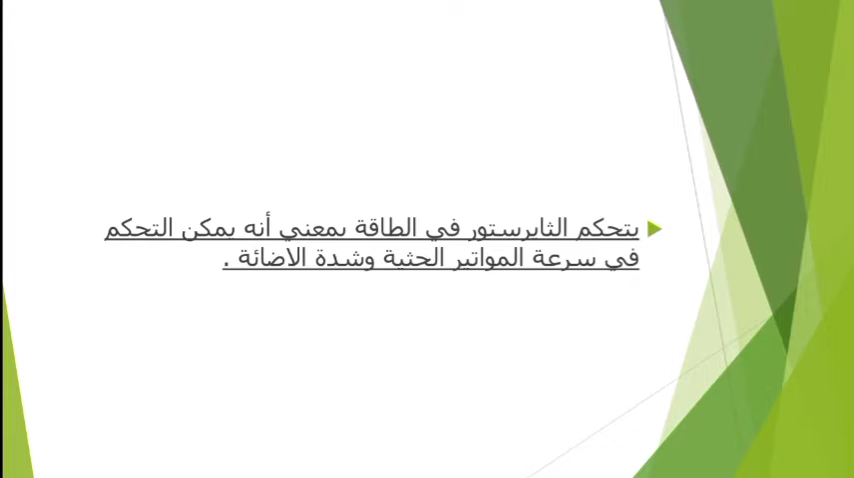 يتحكم الثايرستور في الطاقة بمعني أنه يمكن التحكم
في سرعة المواتير الحثية وشدة الاضائة .